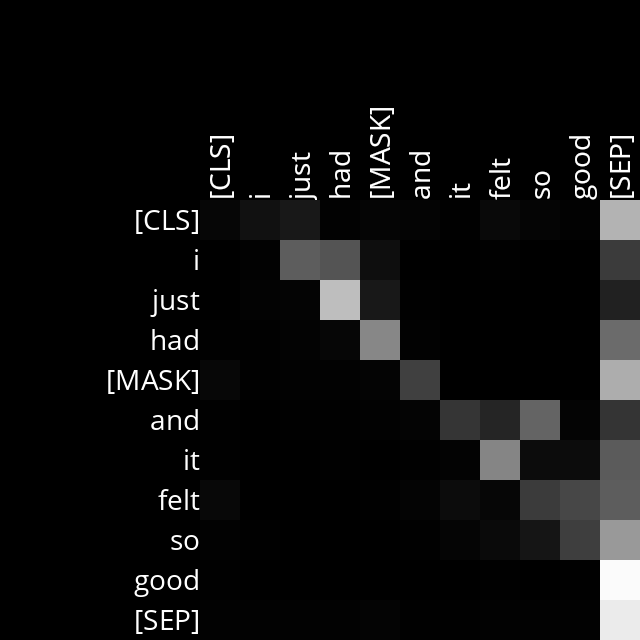 [CLS] i just had [MASK] and it felt so good [SEP]
[CLS]
i
just
had
[MASK]
and
it
felt
so
good
[SEP]